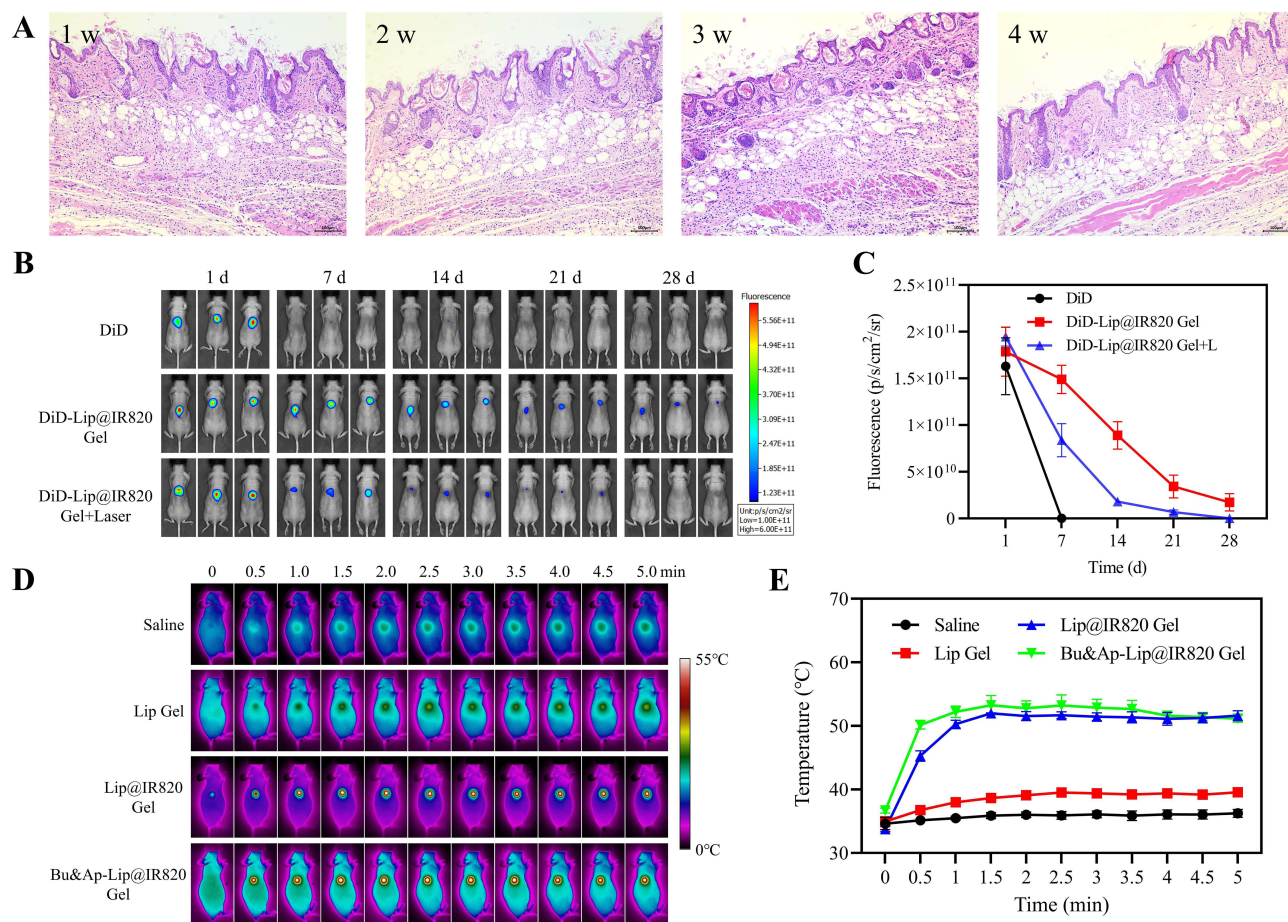 A
1 w
2 w
3 w
4 w
100μm
100μm
100μm
100μm
B
1 d 7 d 14 d 21 d 28 d
DiD
DiD-Lip@IR820
Gel
DiD-Lip@IR820
Gel+Laser
Fluorescence
5.56E+11
4.94E+11
4.32E+11
3.70E+11
3.09E+11
2.47E+11
1.85E+11
1.23E+11
Unit:p/s/cm2/sr
Low=1.00E+11
High=6.00E+11
C
Fluorescence (p/s/cm²/sr)
2.5×10¹¹
2×10¹¹
1.5×10¹¹
1×10¹¹
5×10¹⁰
0
DiD
DiD-Lip@IR820 Gel
DiD-Lip@IR820 Gel+L
1 7 14 21 28
Time (d)
D
0 0.5 1.0 1.5 2.0 2.5 3.0 3.5 4.0 4.5 5.0 min
Saline
Lip Gel
Lip@IR820
Gel
Bu&Ap-Lip@IR820
Gel
55℃
0℃
E
Temperature (℃)
70
60
50
40
30
Saline
Lip Gel
Lip@IR820 Gel
Bu&Ap-Lip@IR820 Gel
0 0.5 1 1.5 2 2.5 3 3.5 4 4.5 5
Time (min)